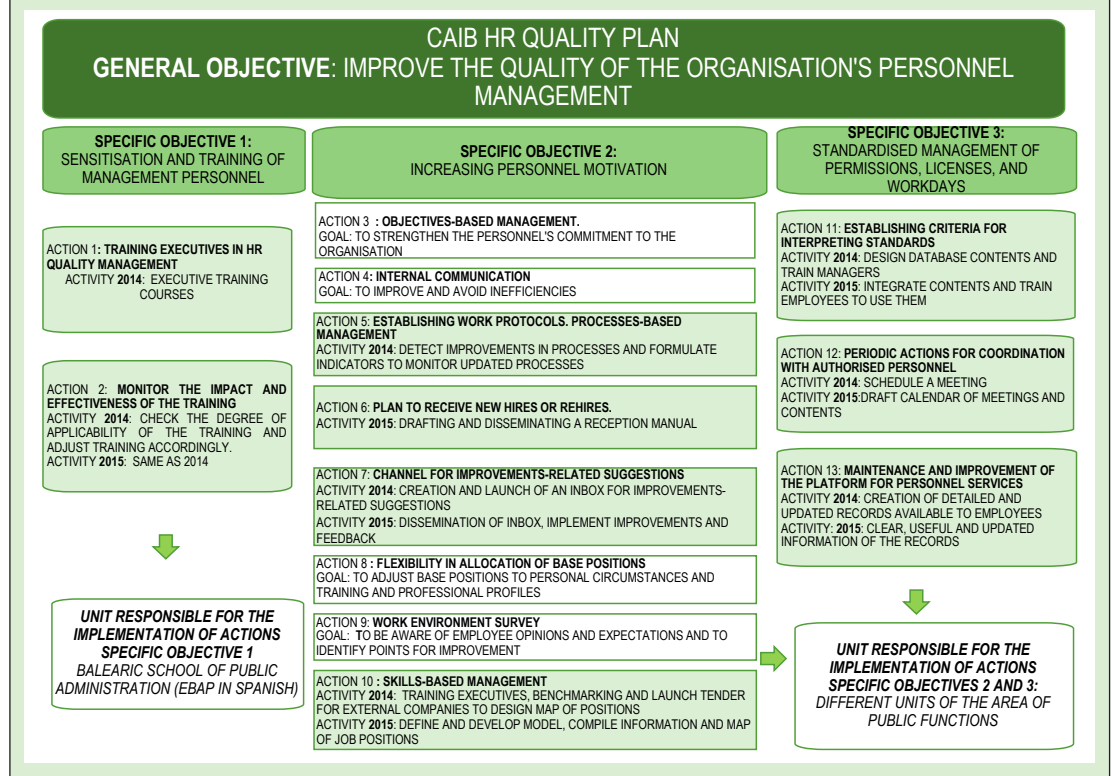 CAIB HR QUALITY PLAN
GENERAL OBJECTIVE: IMPROVE THE QUALITY OF THE ORGANISATION'S PERSONNEL
MANAGEMENT
SPECIFIC OBJECTIVE 1:
SENSITISATION AND TRAINING OF
MANAGEMENT PERSONNEL
ACTION 1: TRAINING EXECUTIVES IN HR
QUALITY MANAGEMENT
ACTIVITY 2014: EXECUTIVE TRAINING
COURSES
ACTION 2: MONITOR THE IMPACT AND
EFFECTIVENESS OF THE TRAINING
ACTIVITY 2014: CHECK THE DEGREE OF
APPLICABILITY OF THE TRAINING AND
ADJUST TRAINING ACCORDINGLY.
ACTIVITY 2015: SAME AS 2014
UNIT RESPONSIBLE FOR THE
IMPLEMENTATION OF ACTIONS
SPECIFIC OBJECTIVE 1
BALEARIC SCHOOL OF PUBLIC
ADMINISTRATION (EBAP IN SPANISH)
SPECIFIC OBJECTIVE 2:
INCREASING PERSONNEL MOTIVATION
ACTION 3 : OBJECTIVES-BASED MANAGEMENT.
GOAL: TO STRENGTHEN THE PERSONNEL'S COMMITMENT TO THE
ORGANISATION
ACTION 4: INTERNAL COMMUNICATION
GOAL: TO IMPROVE AND AVOID INEFFICIENCIES
ACTION 5: ESTABLISHING WORK PROTOCOLS. PROCESSES-BASED
MANAGEMENT
ACTIVITY 2014: DETECT IMPROVEMENTS IN PROCESSES AND FORMULATE
INDICATORS TO MONITOR UPDATED PROCESSES
ACTION 6: PLAN TO RECEIVE NEW HIRES OR REHIRES.
ACTIVITY 2015: DRAFTING AND DISSEMINATING A RECEPTION MANUAL
ACTION 7: CHANNEL FOR IMPROVEMENTS-RELATED SUGGESTIONS
ACTIVITY 2014: CREATION AND LAUNCH OF AN INBOX FOR IMPROVEMENTS-
RELATED SUGGESTIONS
ACTIVITY 2015: DISSEMINATION OF INBOX, IMPLEMENT IMPROVEMENTS AND
FEEDBACK
ACTION 8 : FLEXIBILITY IN ALLOCATION OF BASE POSITIONS
GOAL: TO ADJUST BASE POSITIONS TO PERSONAL CIRCUMSTANCES AND
TRAINING AND PROFESSIONAL PROFILES
ACTION 9: WORK ENVIRONMENT SURVEY
GOAL: TO BE AWARE OF EMPLOYEE OPINIONS AND EXPECTATIONS AND TO
IDENTIFY POINTS FOR IMPROVEMENT
ACTION 10 : SKILLS-BASED MANAGEMENT
ACTIVITY 2014: TRAINING EXECUTIVES, BENCHMARKING AND LAUNCH TENDER
FOR EXTERNAL COMPANIES TO DESIGN MAP OF POSITIONS
ACTIVITY 2015: DEFINE AND DEVELOP MODEL, COMPILE INFORMATION AND MAP
OF JOB POSITIONS
SPECIFIC OBJECTIVE 3:
STANDARDISED MANAGEMENT OF
PERMISSIONS, LICENSES, AND
WORKDAYS
ACTION 11: ESTABLISHING CRITERIA FOR
INTERPRETING STANDARDS
ACTIVITY 2014: DESIGN DATABASE CONTENTS AND
TRAIN MANAGERS
ACTIVITY 2015: INTEGRATE CONTENTS AND TRAIN
EMPLOYEES TO USE THEM
ACTION 12: PERIODIC ACTIONS FOR COORDINATION
WITH AUTHORISED PERSONNEL
ACTIVITY 2014: SCHEDULE A MEETING
ACTIVITY 2015:DRAFT CALENDAR OF MEETINGS AND
CONTENTS
ACTION 13: MAINTENANCE AND IMPROVEMENT OF
THE PLATFORM FOR PERSONNEL SERVICES
ACTIVITY 2014: CREATION OF DETAILED AND
UPDATED RECORDS AVAILABLE TO EMPLOYEES
ACTIVITY: 2015: CLEAR, USEFUL AND UPDATED
INFORMATION OF THE RECORDS
UNIT RESPONSIBLE FOR THE
IMPLEMENTATION OF ACTIONS
SPECIFIC OBJECTIVES 2 AND 3:
DIFFERENT UNITS OF THE AREA OF
PUBLIC FUNCTIONS